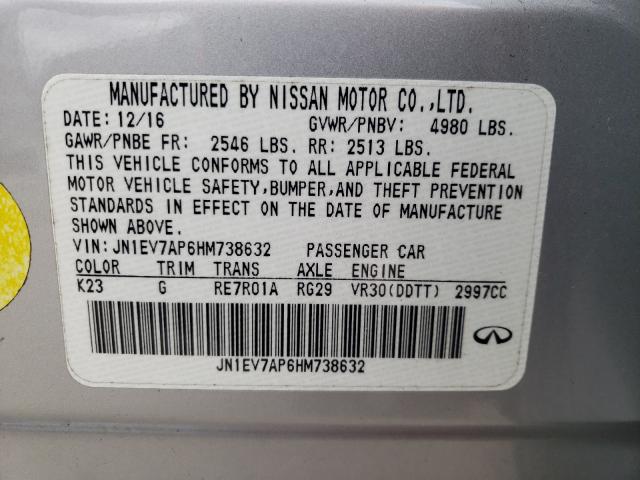 MANUFACTURED BY NISSAN MOTOR CO.,LTD.
DATE: 12/16 GVWR/PNBV: 4980 LBS.
GAWR/PNBE FR: 2546 LBS. RR: 2513 LBS.
THIS VEHICLE CONFORMS TO ALL APPLICABLE FEDERAL
MOTOR VEHICLE SAFETY,BUMPER,AND THEFT PREVENTION
STANDARDS IN EFFECT ON THE DATE OF MANUFACTURE
SHOWN ABOVE.
VIN:JN1EV7AP6HM738632 PASSENGER CAR
COLOR TRIM TRANS AXLE ENGINE
K23 G RE7R01A RG29 VR30(DDTT) 2997CC
JN1EV7AP6HM738632